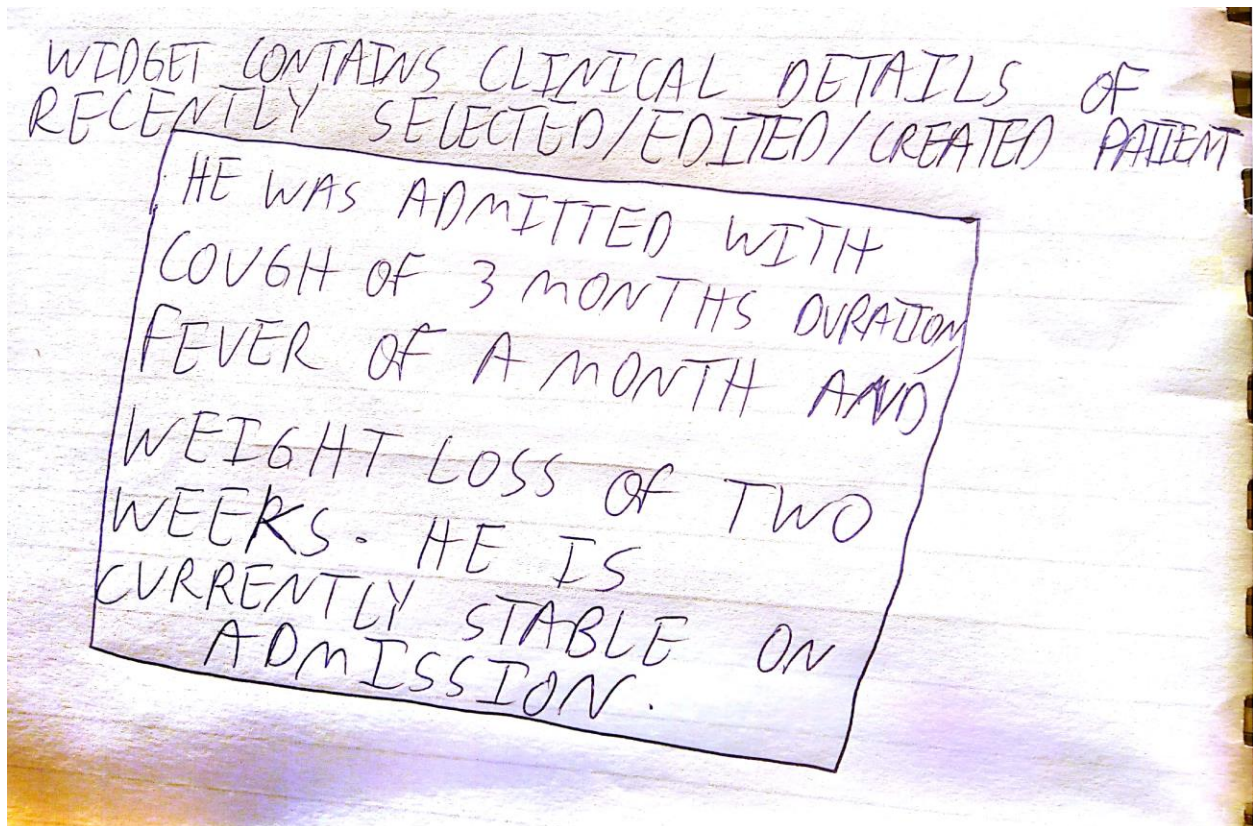 WIDGET CONTAINS CLINICAL DETAILS OF
RECENTLY SELECTED/EDITED/CREATED PATIENT
HE WAS ADMITTED WITH
COUGH OF 3 MONTHS DURATION,
FEVER OF A MONTH AND
WEIGHT LOSS OF TWO
WEEKS. HE IS
CURRENTLY STABLE ON
ADMISSION.